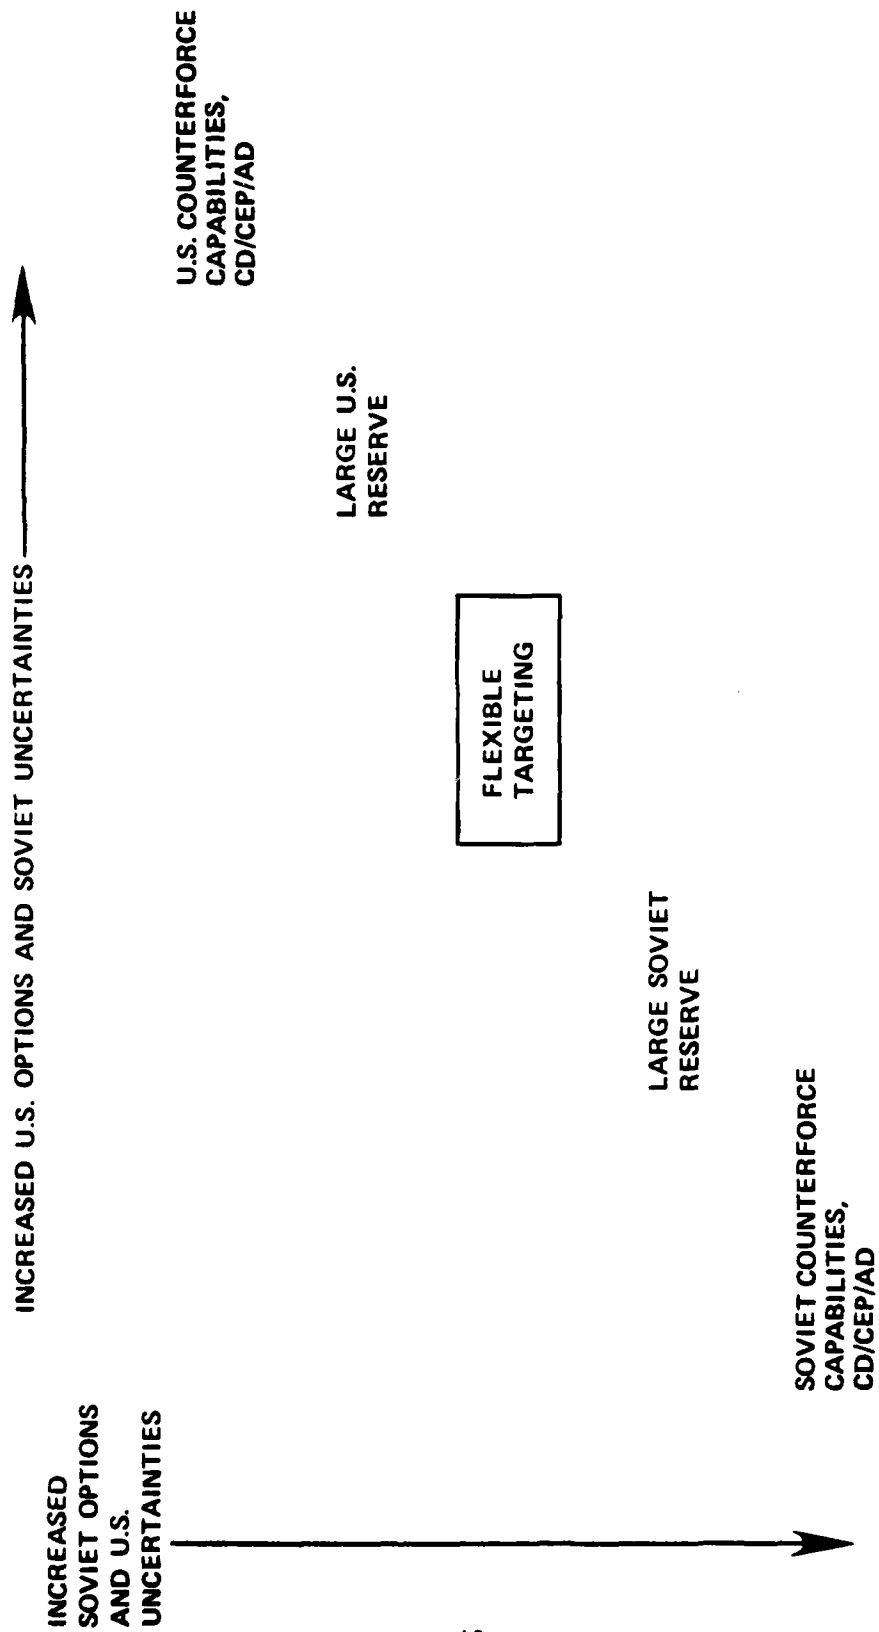 INCREASED U.S. OPTIONS AND SOVIET UNCERTAINTIES
INCREASED
SOVIET OPTIONS
AND U.S.
UNCERTAINTIES
U.S. COUNTERFORCE
CAPABILITIES,
CD/CEP/AD
LARGE U.S.
RESERVE
FLEXIBLE
TARGETING
LARGE SOVIET
RESERVE
SOVIET COUNTERFORCE
CAPABILITIES,
CD/CEP/AD